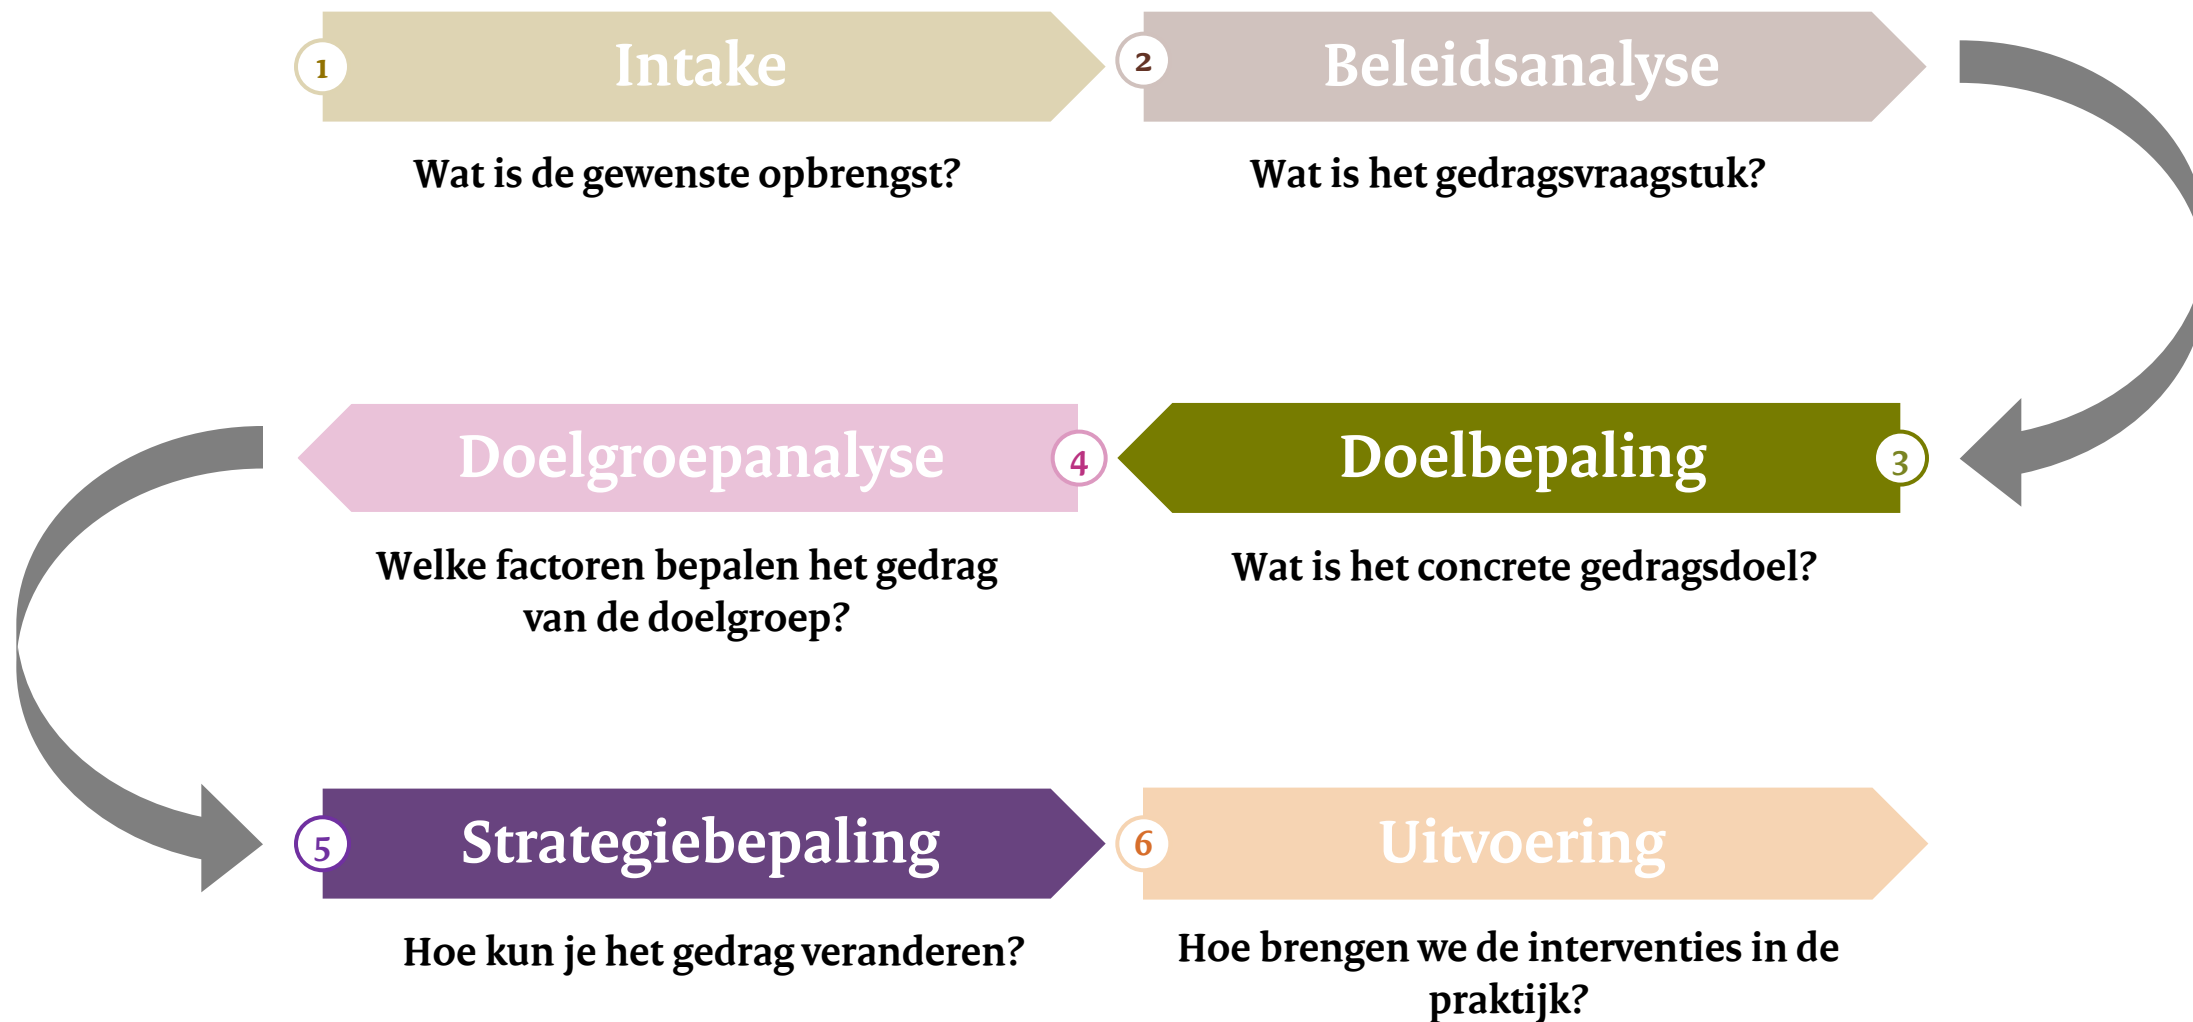 1
Intake
Wat is de gewenste opbrengst?
2
Beleidsanalyse
Wat is het gedragsvraagstuk?
3
Doelbepaling
Wat is het concrete gedragsdoel?
4
Doelgroepanalyse
Welke factoren bepalen het gedrag
van de doelgroep?
5
Strategiebepaling
Hoe kun je het gedrag veranderen?
6
Uitvoering
Hoe brengen we de interventies in de
praktijk?